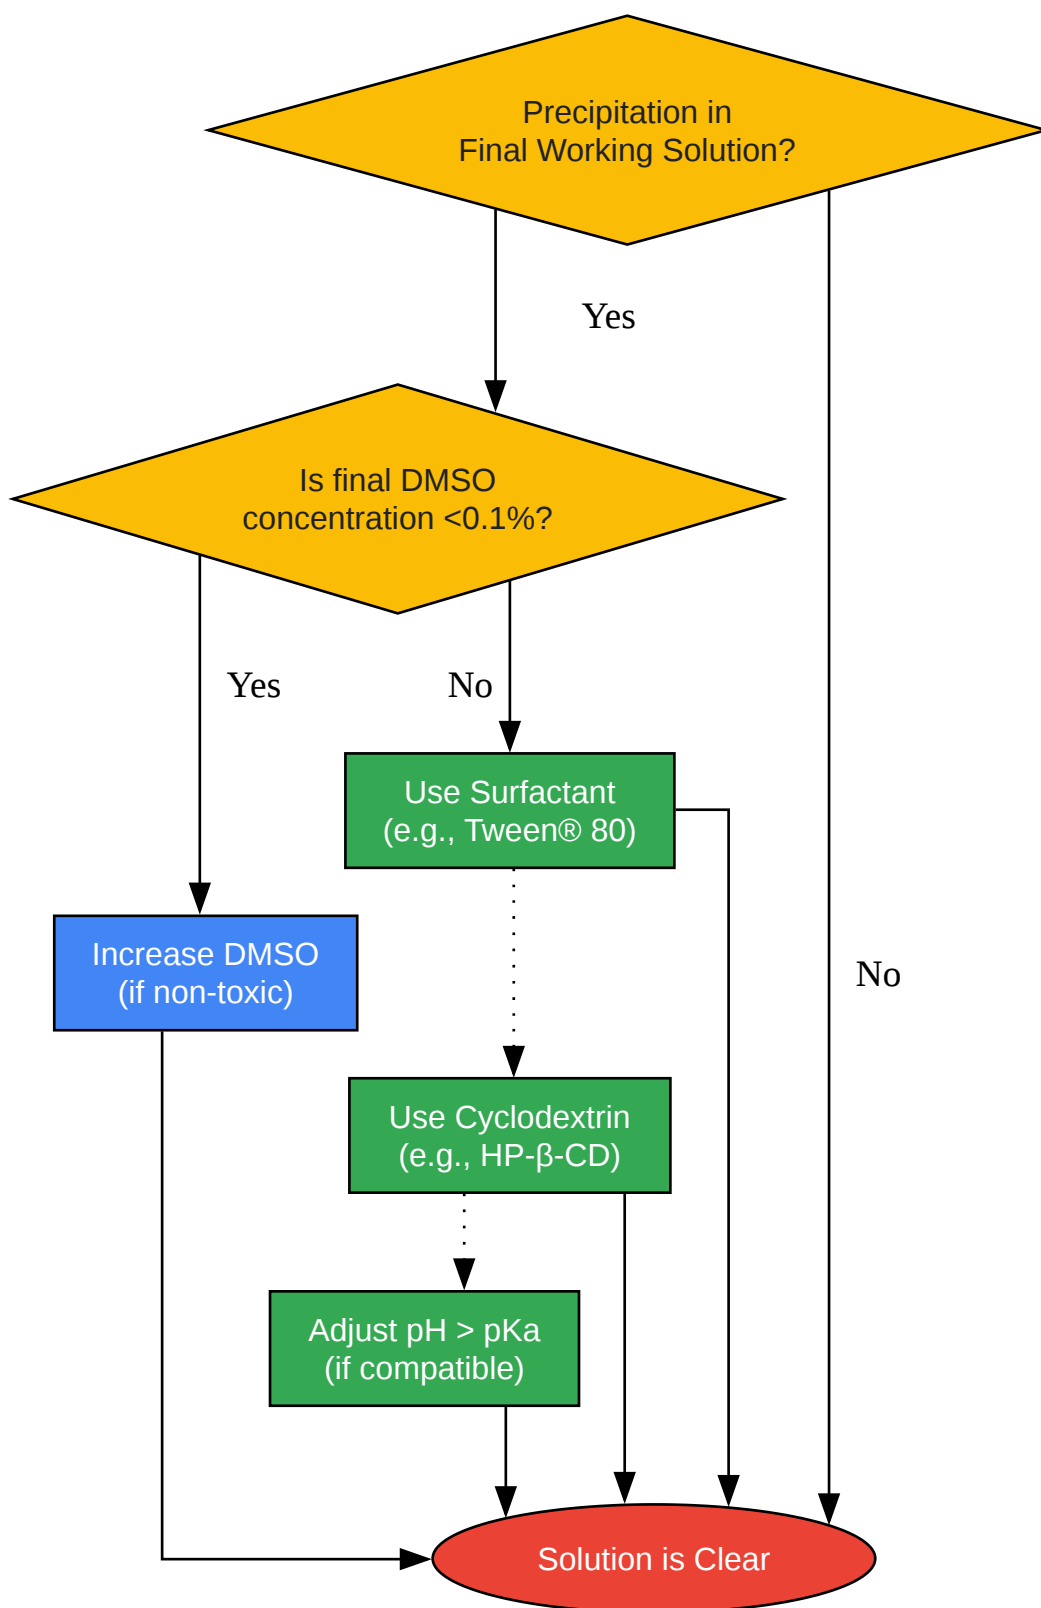 Precipitation in
Final Working Solution?
Yes
Is final DMSO
concentration <0.1%?
Yes
No
Use Surfactant
(e.g., Tween® 80)
Increase DMSO
(if non-toxic)
No
Use Cyclodextrin
(e.g., HP-β-CD)
Adjust pH > pKa
(if compatible)
Solution is Clear